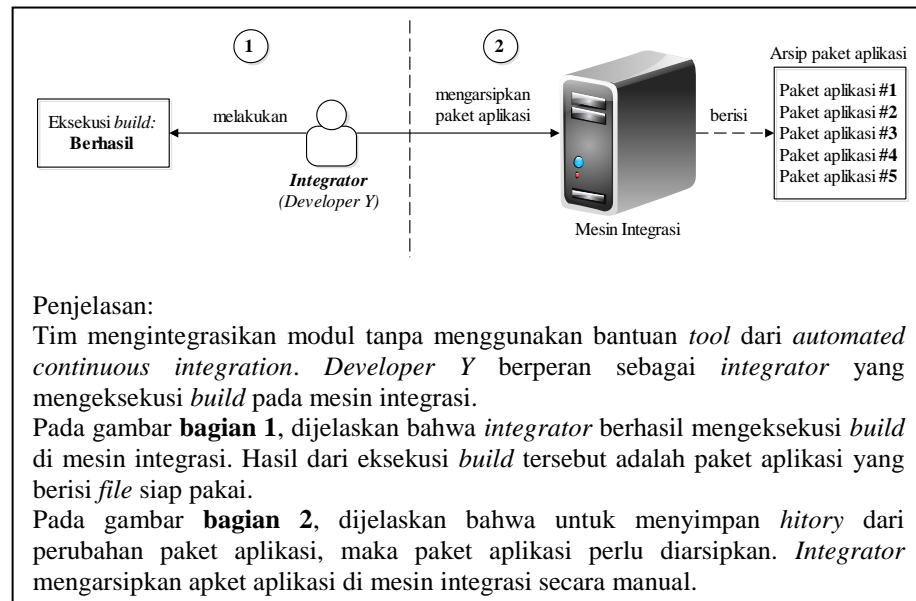 1
2
Arsip paket aplikasi
Eksekusi build:
Berhasil
melakukan
Integrator
(Developer Y)
mengarsipkan
paket aplikasi
Mesin Integrasi
berisi
Paket aplikasi #1
Paket aplikasi #2
Paket aplikasi #3
Paket aplikasi #4
Paket aplikasi #5
Penjelasan:
Tim mengintegrasikan modul tanpa menggunakan bantuan tool dari automated
continuous integration. Developer Y berperan sebagai integrator yang
mengeksekusi build pada mesin integrasi.
Pada gambar bagian 1, dijelaskan bahwa integrator berhasil mengeksekusi build
di mesin integrasi. Hasil dari eksekusi build tersebut adalah paket aplikasi yang
berisi file siap pakai.
Pada gambar bagian 2, dijelaskan bahwa untuk menyimpan hitory dari
perubahan paket aplikasi, maka paket aplikasi perlu diarsipkan. Integrator
mengarsipkan apket aplikasi di mesin integrasi secara manual.